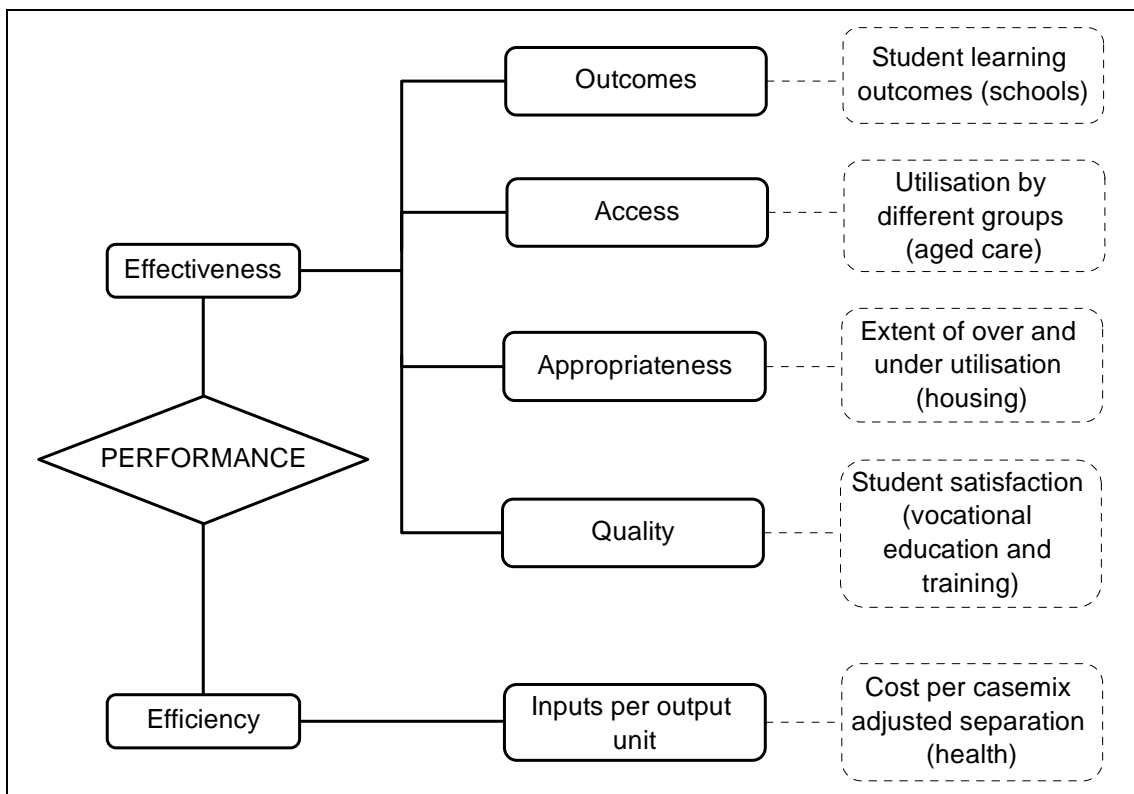 Outcomes
Student learning
outcomes (schools)
Access
Utilisation by
different groups
(aged care)
Effectiveness
Appropriateness
Extent of over and
under utilisation
(housing)
PERFORMANCE
Quality
Student satisfaction
(vocational
education and
training)
Efficiency
Inputs per output
unit
Cost per casemix
adjusted separation
(health)